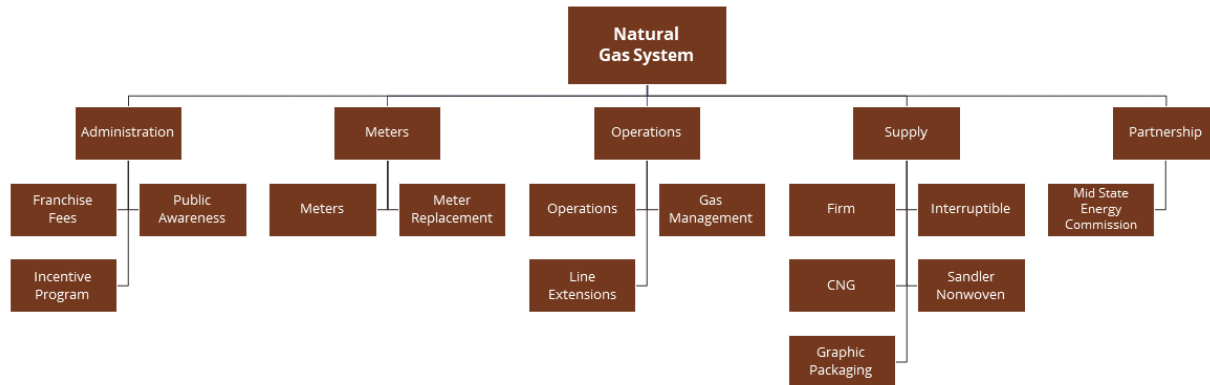 Natural
Gas System
Administration
Meters
Operations
Supply
Partnership
Franchise
Fees
Public
Awareness
Meters
Meter
Replacement
Operations
Gas
Management
Firm
Interruptible
Mid State
Energy
Commission
Incentive
Program
Line
Extensions
CNG
Sandler
Nonwoven
Graphic
Packaging